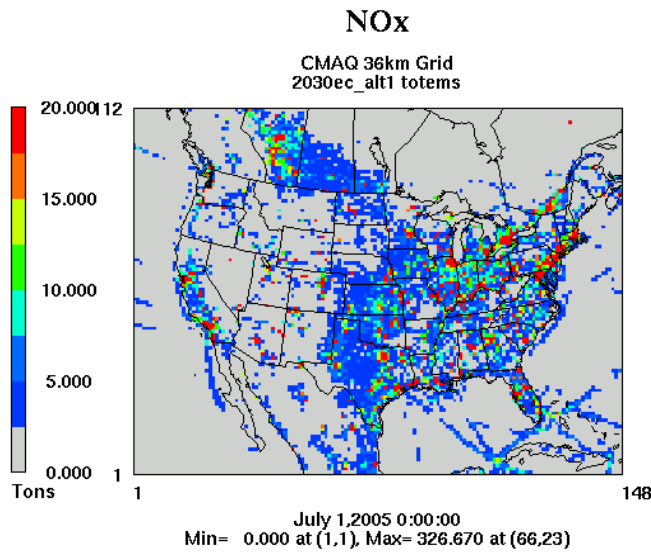 NOx
CMAQ 36km Grid
2030ec_alt1 totems
20.000
112
15.000
10.000
5.000
0.000
1
Tons
1
148
July 1,2005 0:00:00
Min= 0.000 at (1,1), Max= 326.670 at (66,23)